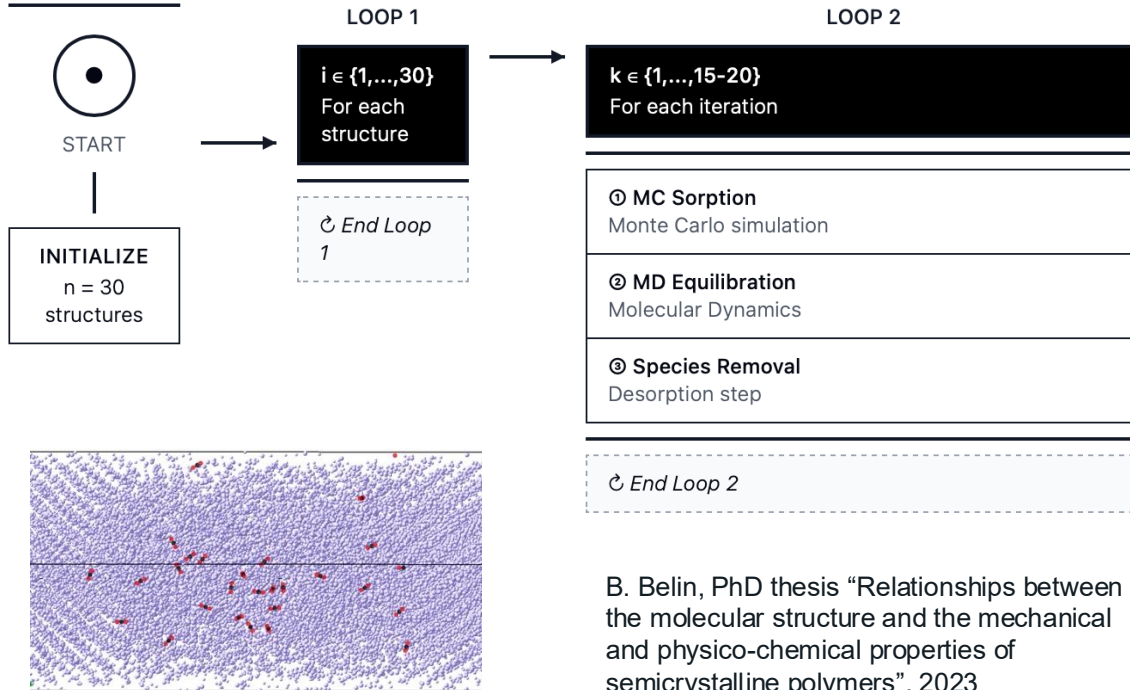 START
INITIALIZE
n = 30
structures
LOOP 1
i ∈ {1,...,30}
For each
structure
↻ End Loop
1
LOOP 2
k ∈ {1,...,15-20}
For each iteration
① MC Sorption
Monte Carlo simulation
② MD Equilibration
Molecular Dynamics
③ Species Removal
Desorption step
↻ End Loop 2
B. Belin, PhD thesis “Relationships between
the molecular structure and the mechanical
and physico-chemical properties of
semicrystalline polymers”, 2023